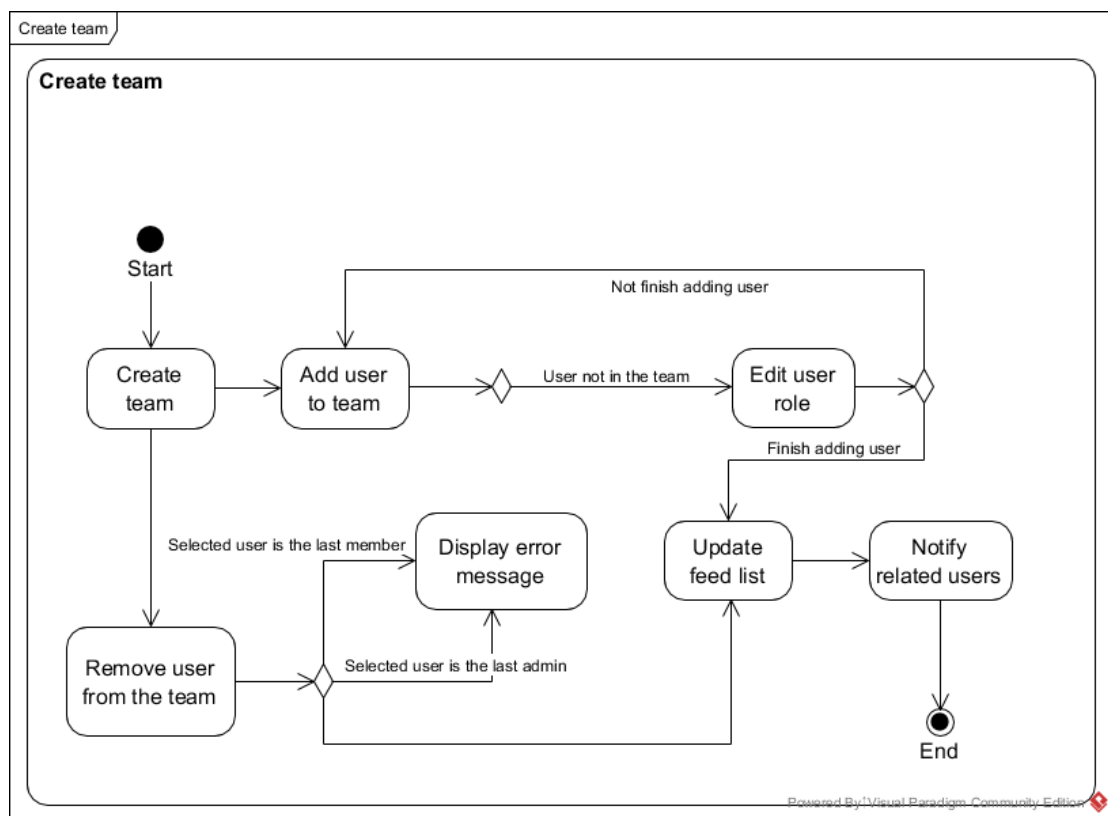 Create team
Create team
Start
Not finish adding user
Create
team
Add user
to team
User not in the team
Edit user
role
Finish adding user
Selected user is the last member
Display error
message
Update
feed list
Notify
related users
Remove user
from the team
Selected user is the last admin
End
Powered By Visual Paradigm Community Edition